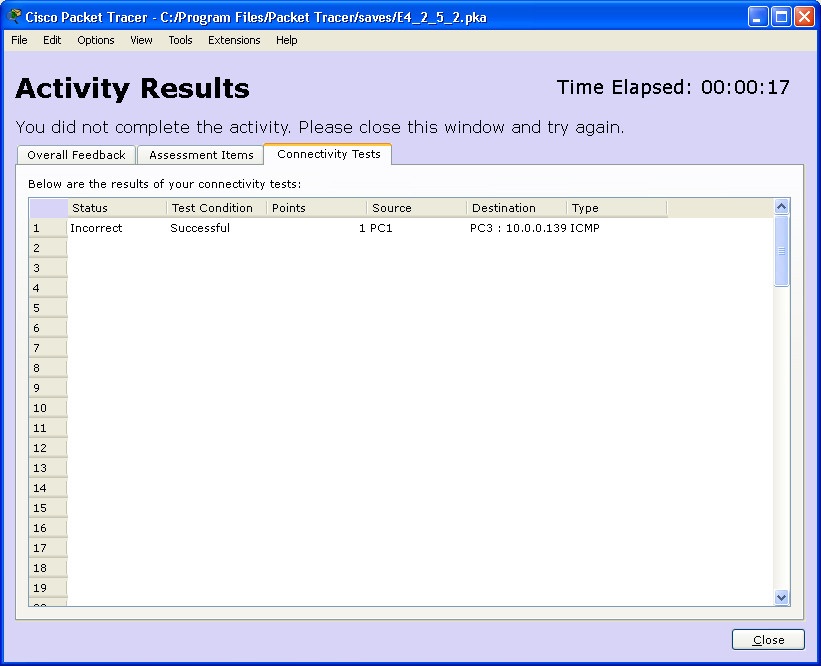 Cisco Packet Tracer - C:/Program Files/Packet Tracer/saves/E4_2_5_2.pka
File Edit Options View Tools Extensions Help
Activity Results
Time Elapsed: 00:00:17
You did not complete the activity. Please close this window and try again.
Overall Feedback Assessment Items Connectivity Tests
Below are the results of your connectivity tests:
Status Test Condition Points Source Destination Type
1 Incorrect Successful 1 PC1 PC3 : 10.0.0.139 ICMP
2
3
4
5
6
7
8
9
10
11
12
13
14
15
16
17
18
19
Close